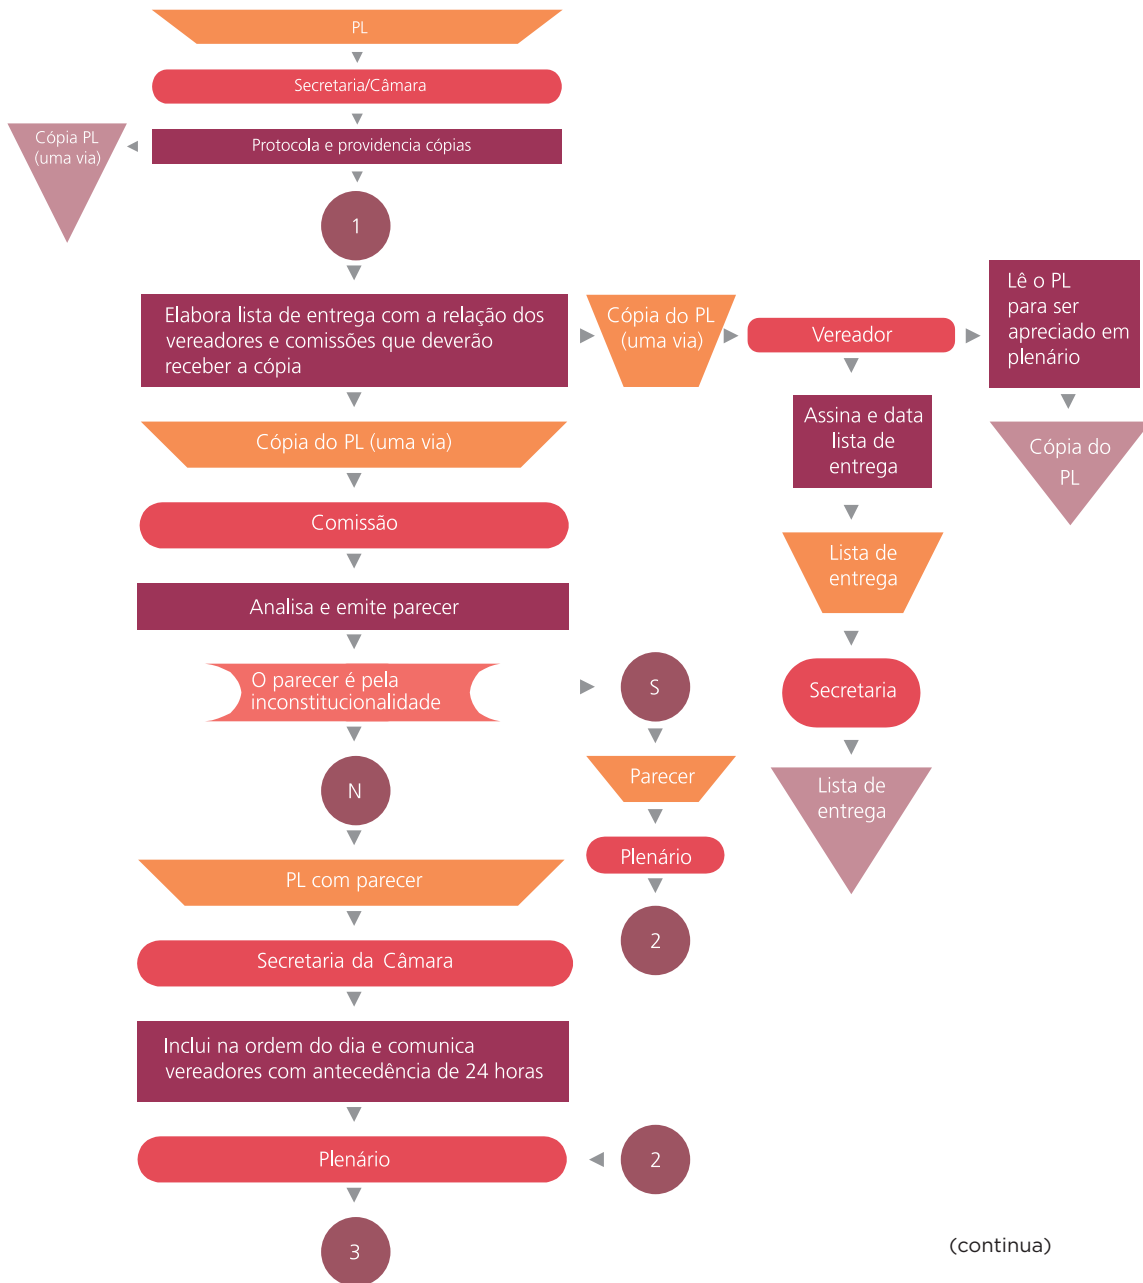 PL
Secretaria/Câmara
Cópia PL
(uma via)
Protocola e providencia cópias
1
Elabora lista de entrega com a relação dos
vereadores e comissões que deverão
receber a cópia
Cópia do PL
(uma via)
Vereador
Lê o PL
para ser
apreciado em
plenário
Cópia do
PL
Assina e data
lista de
entrega
Lista de
entrega
Secretaria
Lista de
entrega
Cópia do PL (uma via)
Comissão
Analisa e emite parecer
O parecer é pela
inconstitucionalidade
S
Parecer
Plenário
2
N
PL com parecer
Secretaria da Câmara
Inclui na ordem do dia e comunica
vereadores com antecedência de 24 horas
Plenário
2
3
(continua)